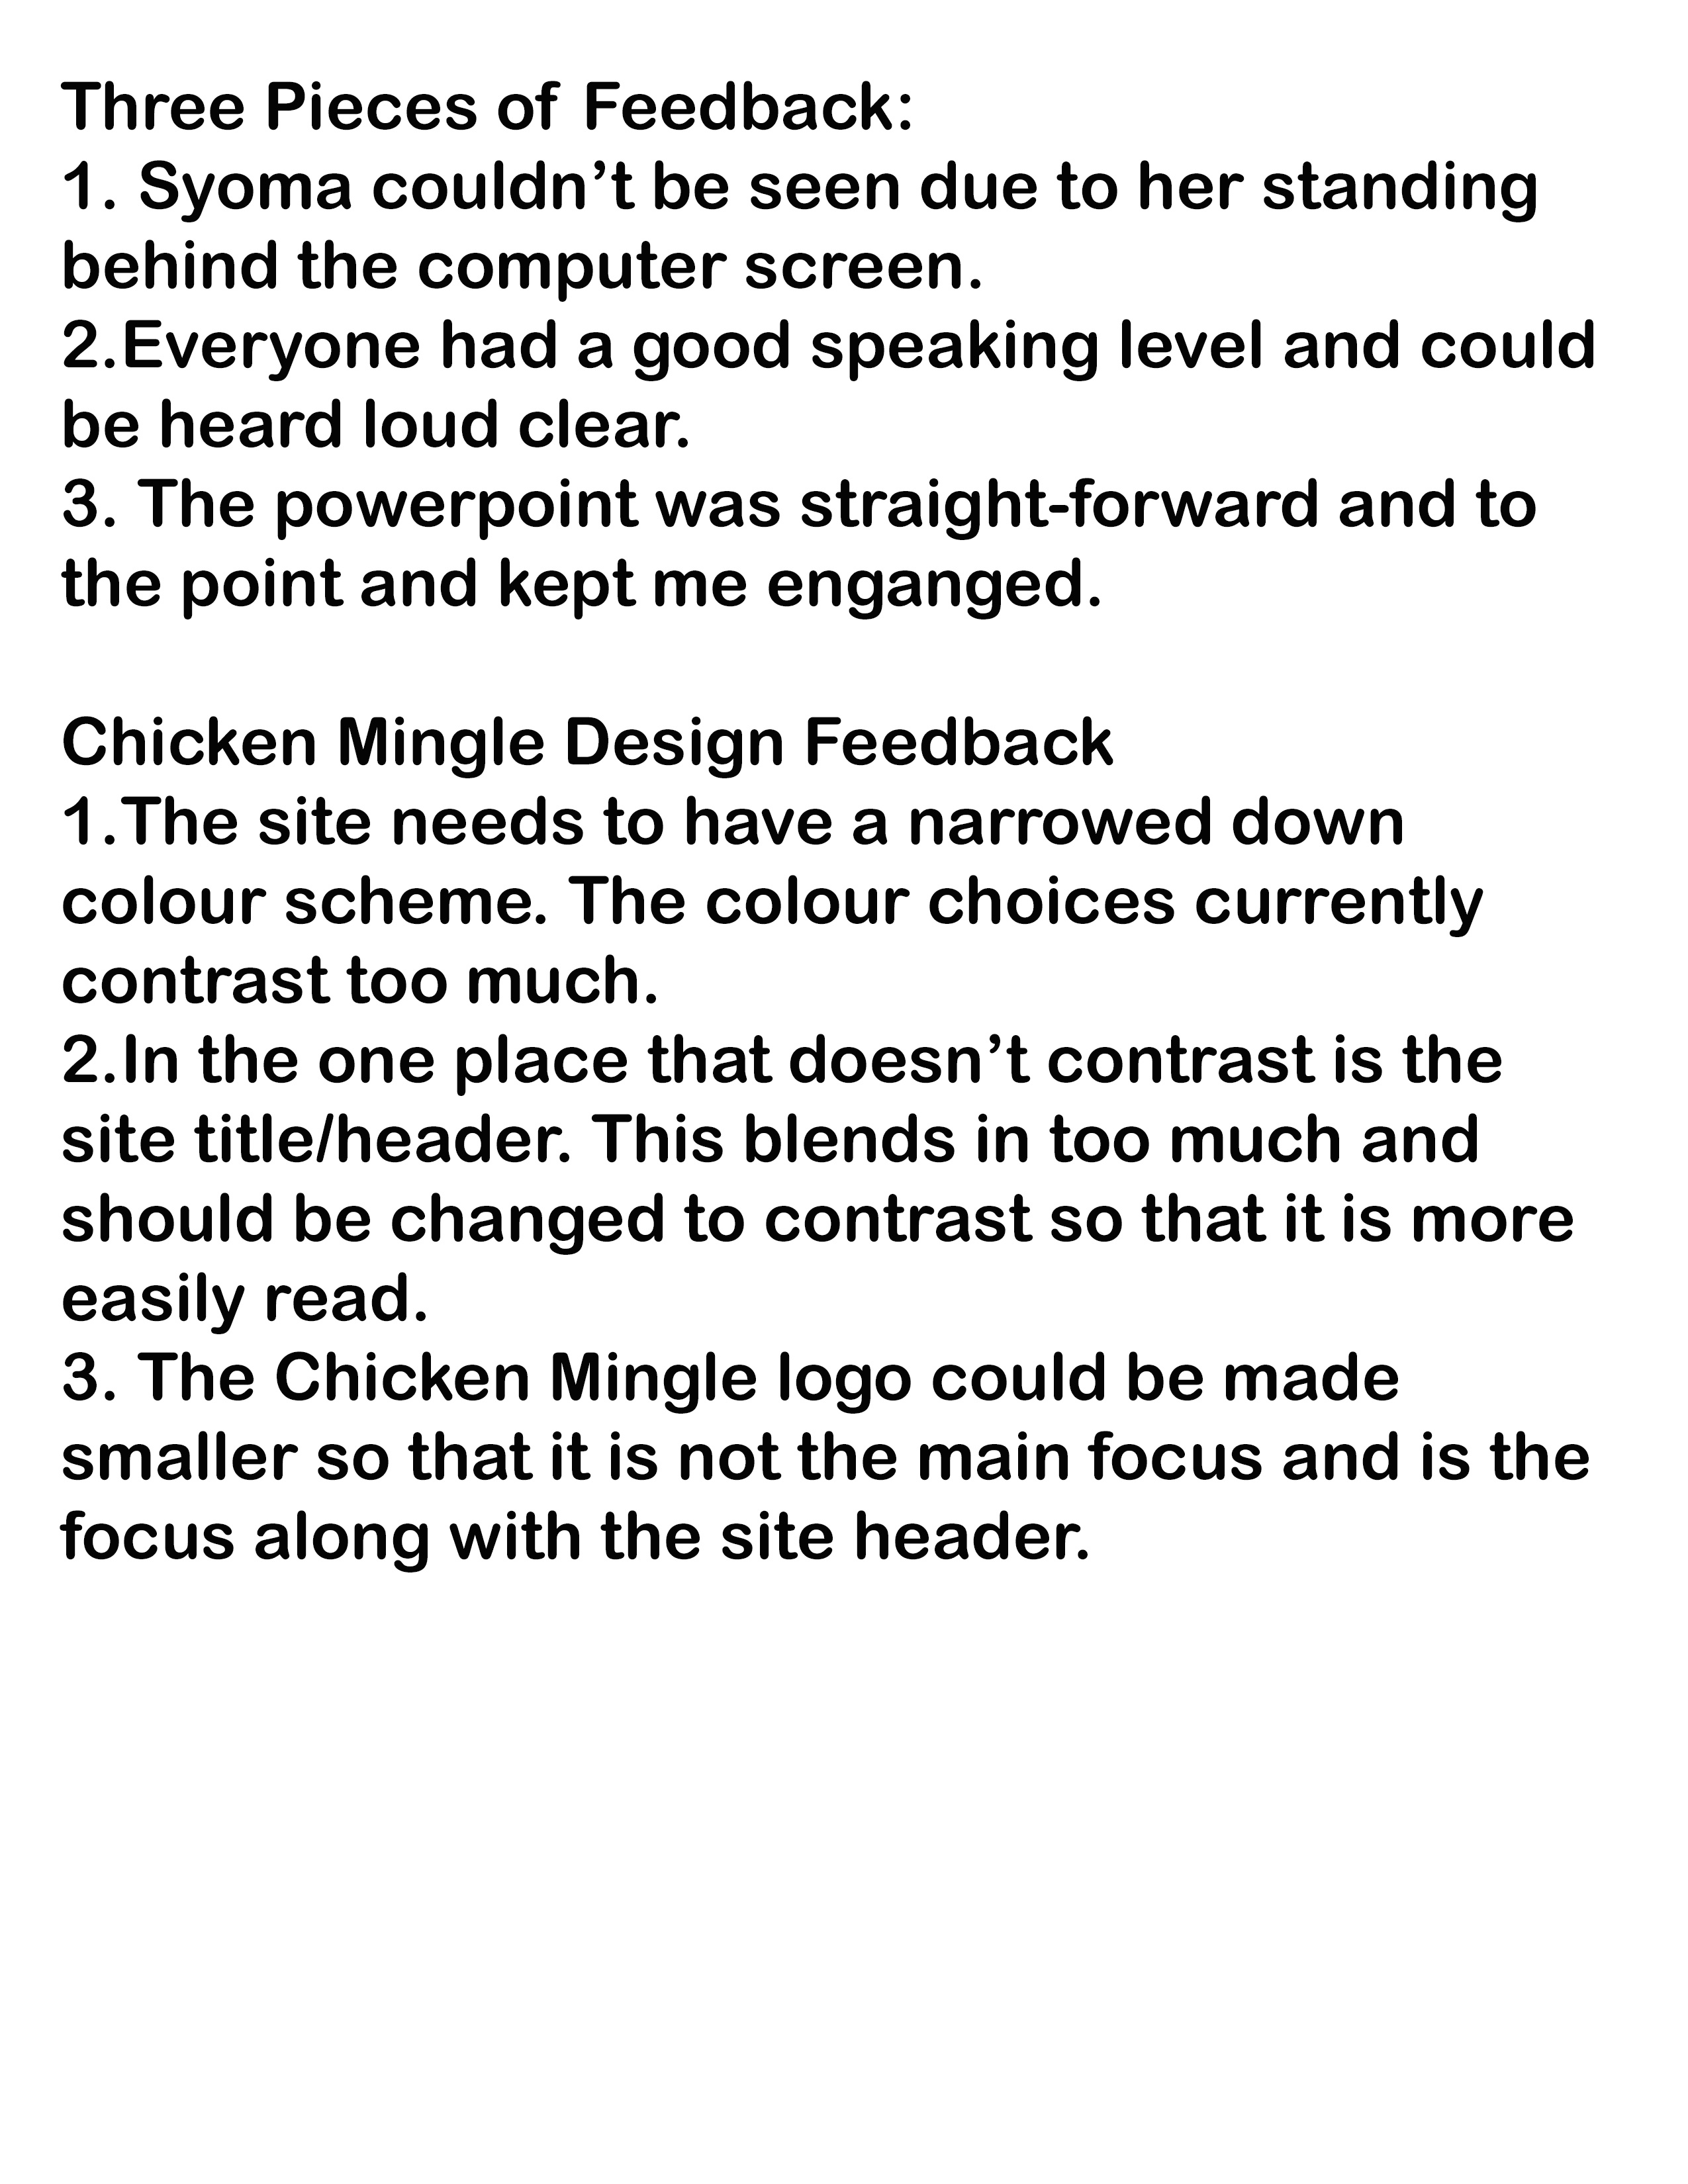 Three Pieces of Feedback:
1. Syoma couldn’t be seen due to her standing
behind the computer screen.
2.Everyone had a good speaking level and could
be heard loud clear.
3. The powerpoint was straight-forward and to
the point and kept me enganged.

Chicken Mingle Design Feedback
1.The site needs to have a narrowed down
colour scheme. The colour choices currently
contrast too much.
2.In the one place that doesn’t contrast is the
site title/header. This blends in too much and
should be changed to contrast so that it is more
easily read.
3. The Chicken Mingle logo could be made
smaller so that it is not the main focus and is the
focus along with the site header.